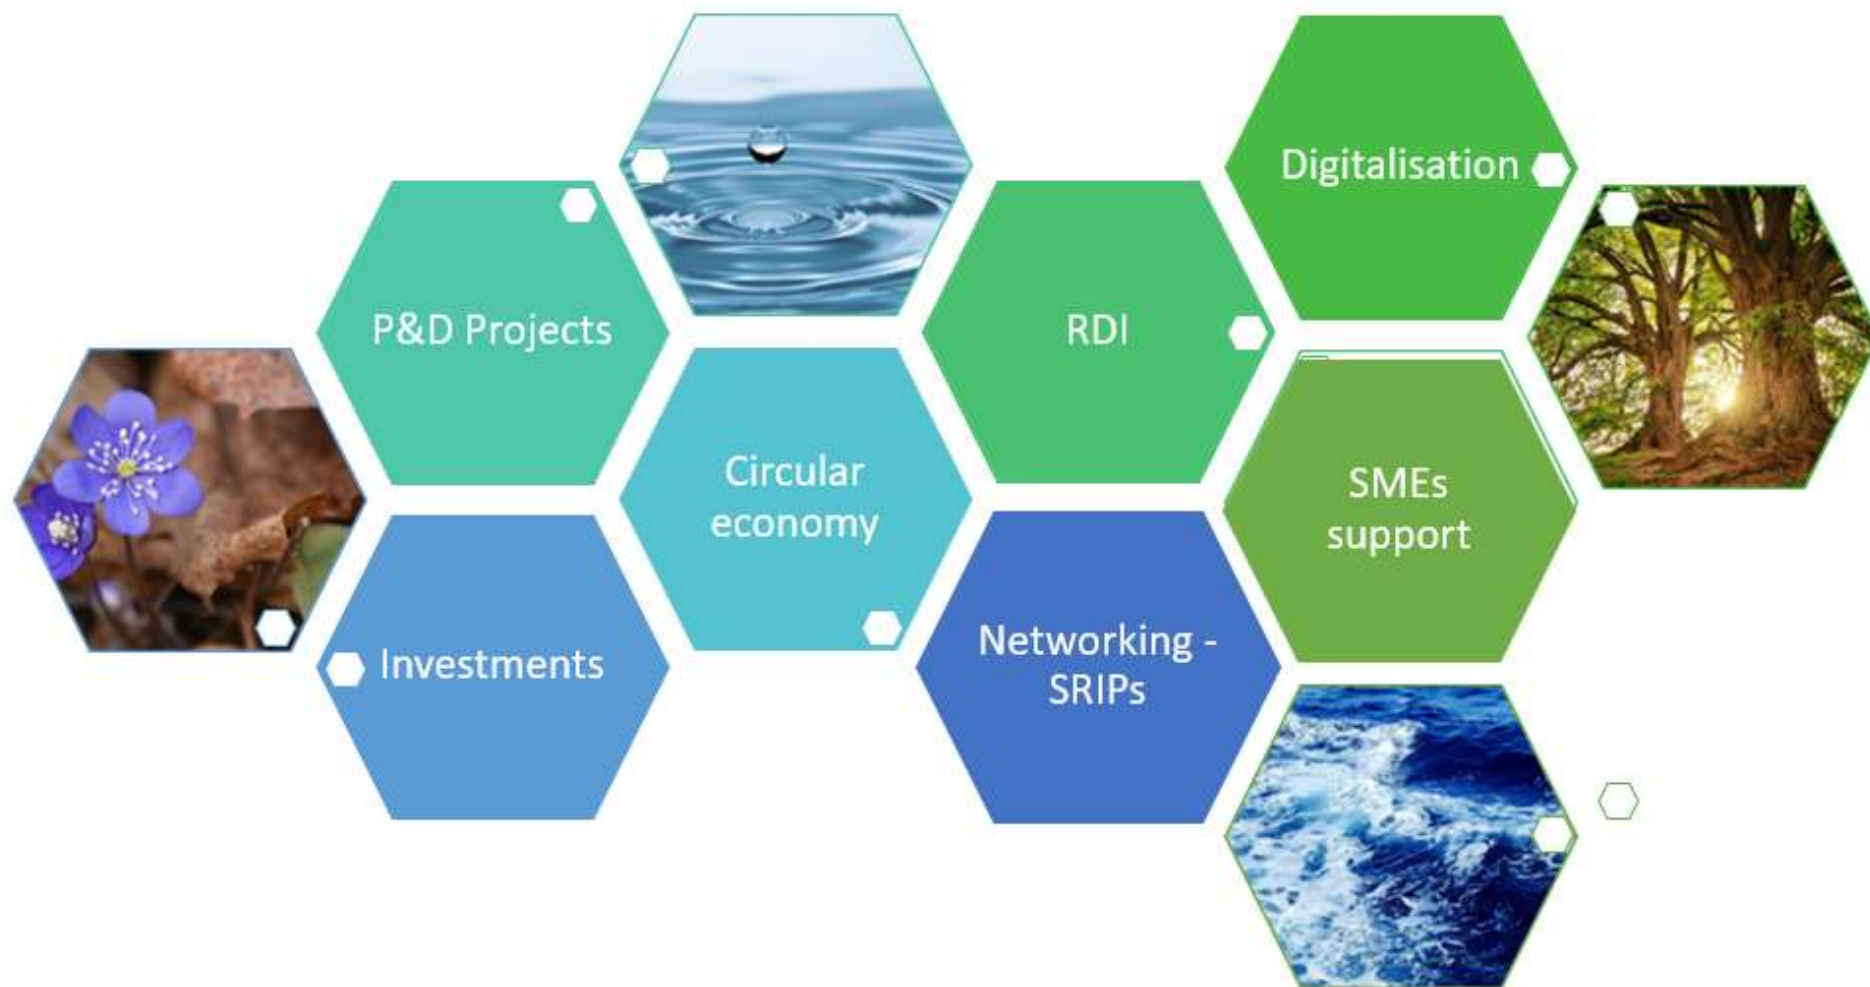 Digitalisation
P&D Projects
RDI
Circular
economy
SMEs
support
Investments
Networking -
SRIPs